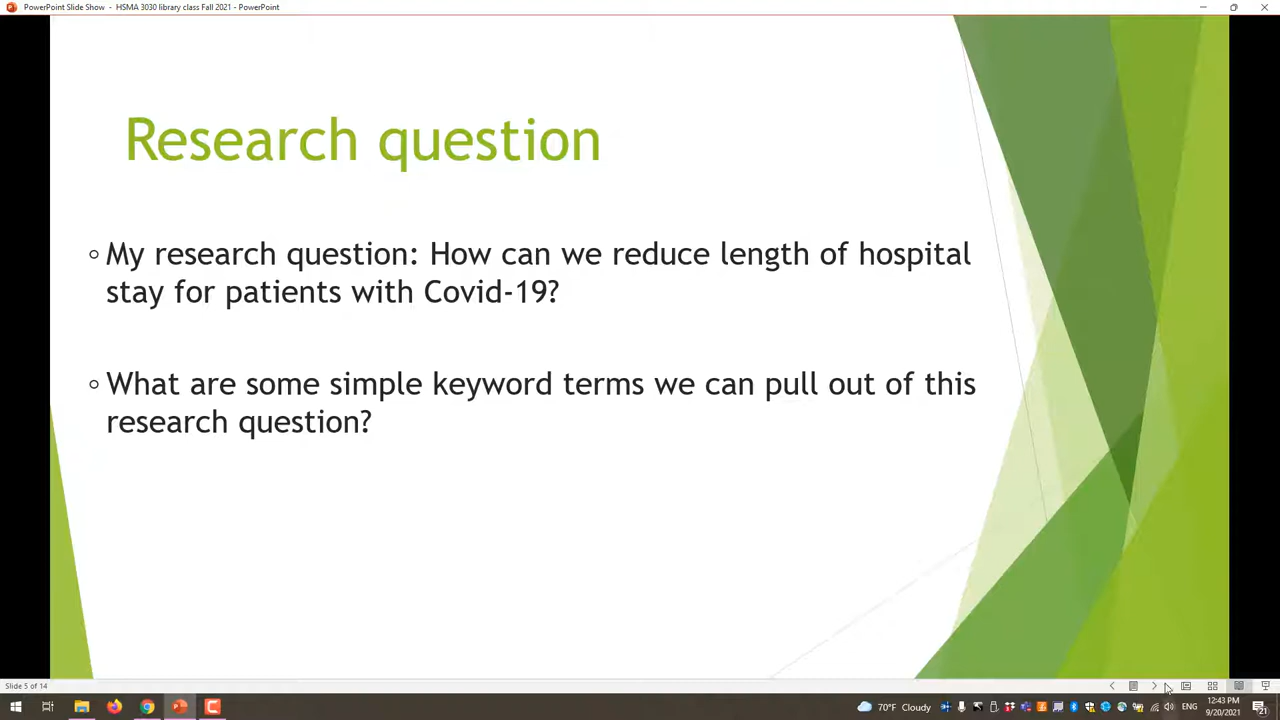 PowerPoint Slide Show - HSMA 3030 library class Fall 2021 - PowerPoint
Research question
My research question: How can we reduce length of hospital
stay for patients with Covid-19?
What are some simple keyword terms we can pull out of this
research question?
Slide 5 of 14
70°F Cloudy
ENG
12:43 PM
9/20/2021
21